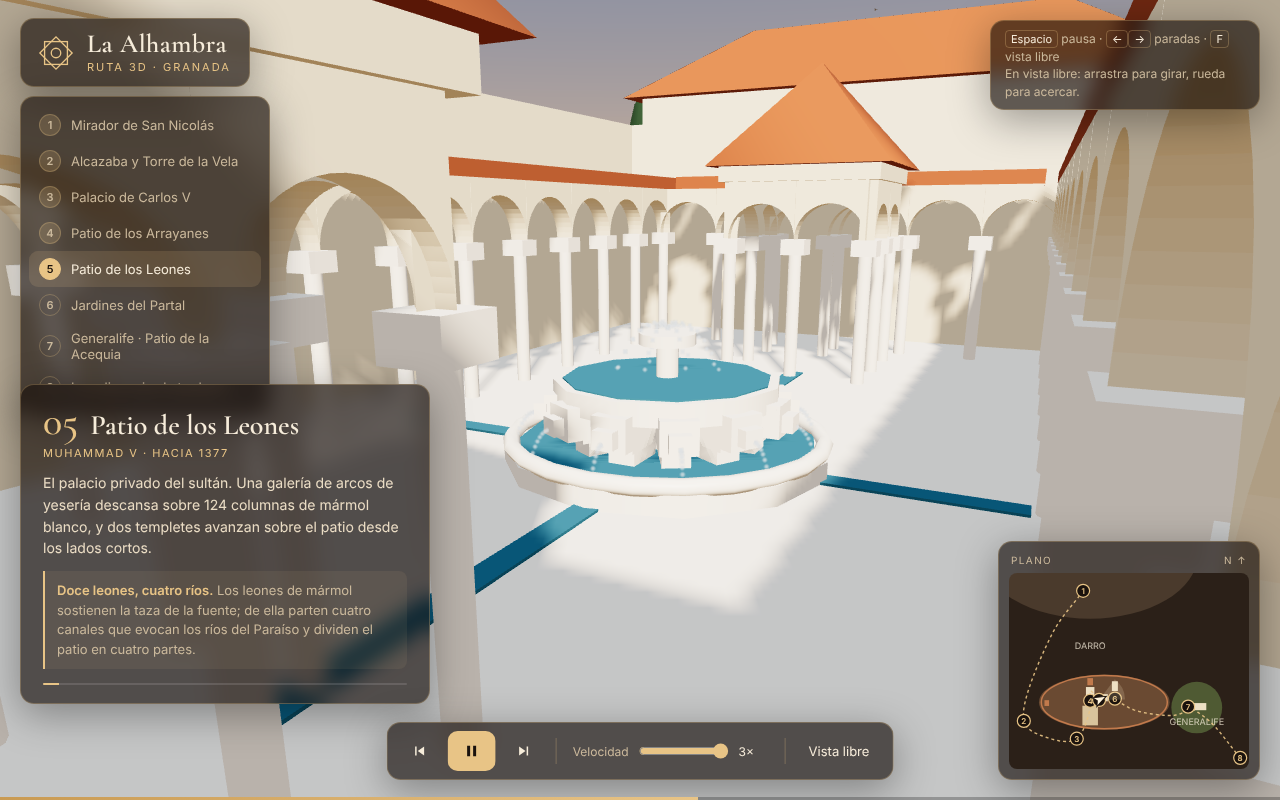 La Alhambra
RUTA 3D · GRANADA
Espacio pausa · ← → paradas · F
vista libre
En vista libre: arrastra para girar, rueda
para acercar.
1 Mirador de San Nicolás
2 Alcazaba y Torre de la Vela
3 Palacio de Carlos V
4 Patio de los Arrayanes
5 Patio de los Leones
6 Jardines del Partal
7 Generalife · Patio de la
Acequia
05 Patio de los Leones
MUHAMMAD V · HACIA 1377
El palacio privado del sultán. Una galería de arcos de
yesería descansa sobre 124 columnas de mármol
blanco, y dos templetes avanzan sobre el patio desde
los lados cortos.
Doce leones, cuatro ríos. Los leones de mármol
sostienen la taza de la fuente; de ella parten cuatro
canales que evocan los ríos del Paraíso y dividen el
patio en cuatro partes.
Velocidad 3× Vista libre
PLANO N ↑
1
DARRO
4 6 7
GENERALIFE
2
3
8